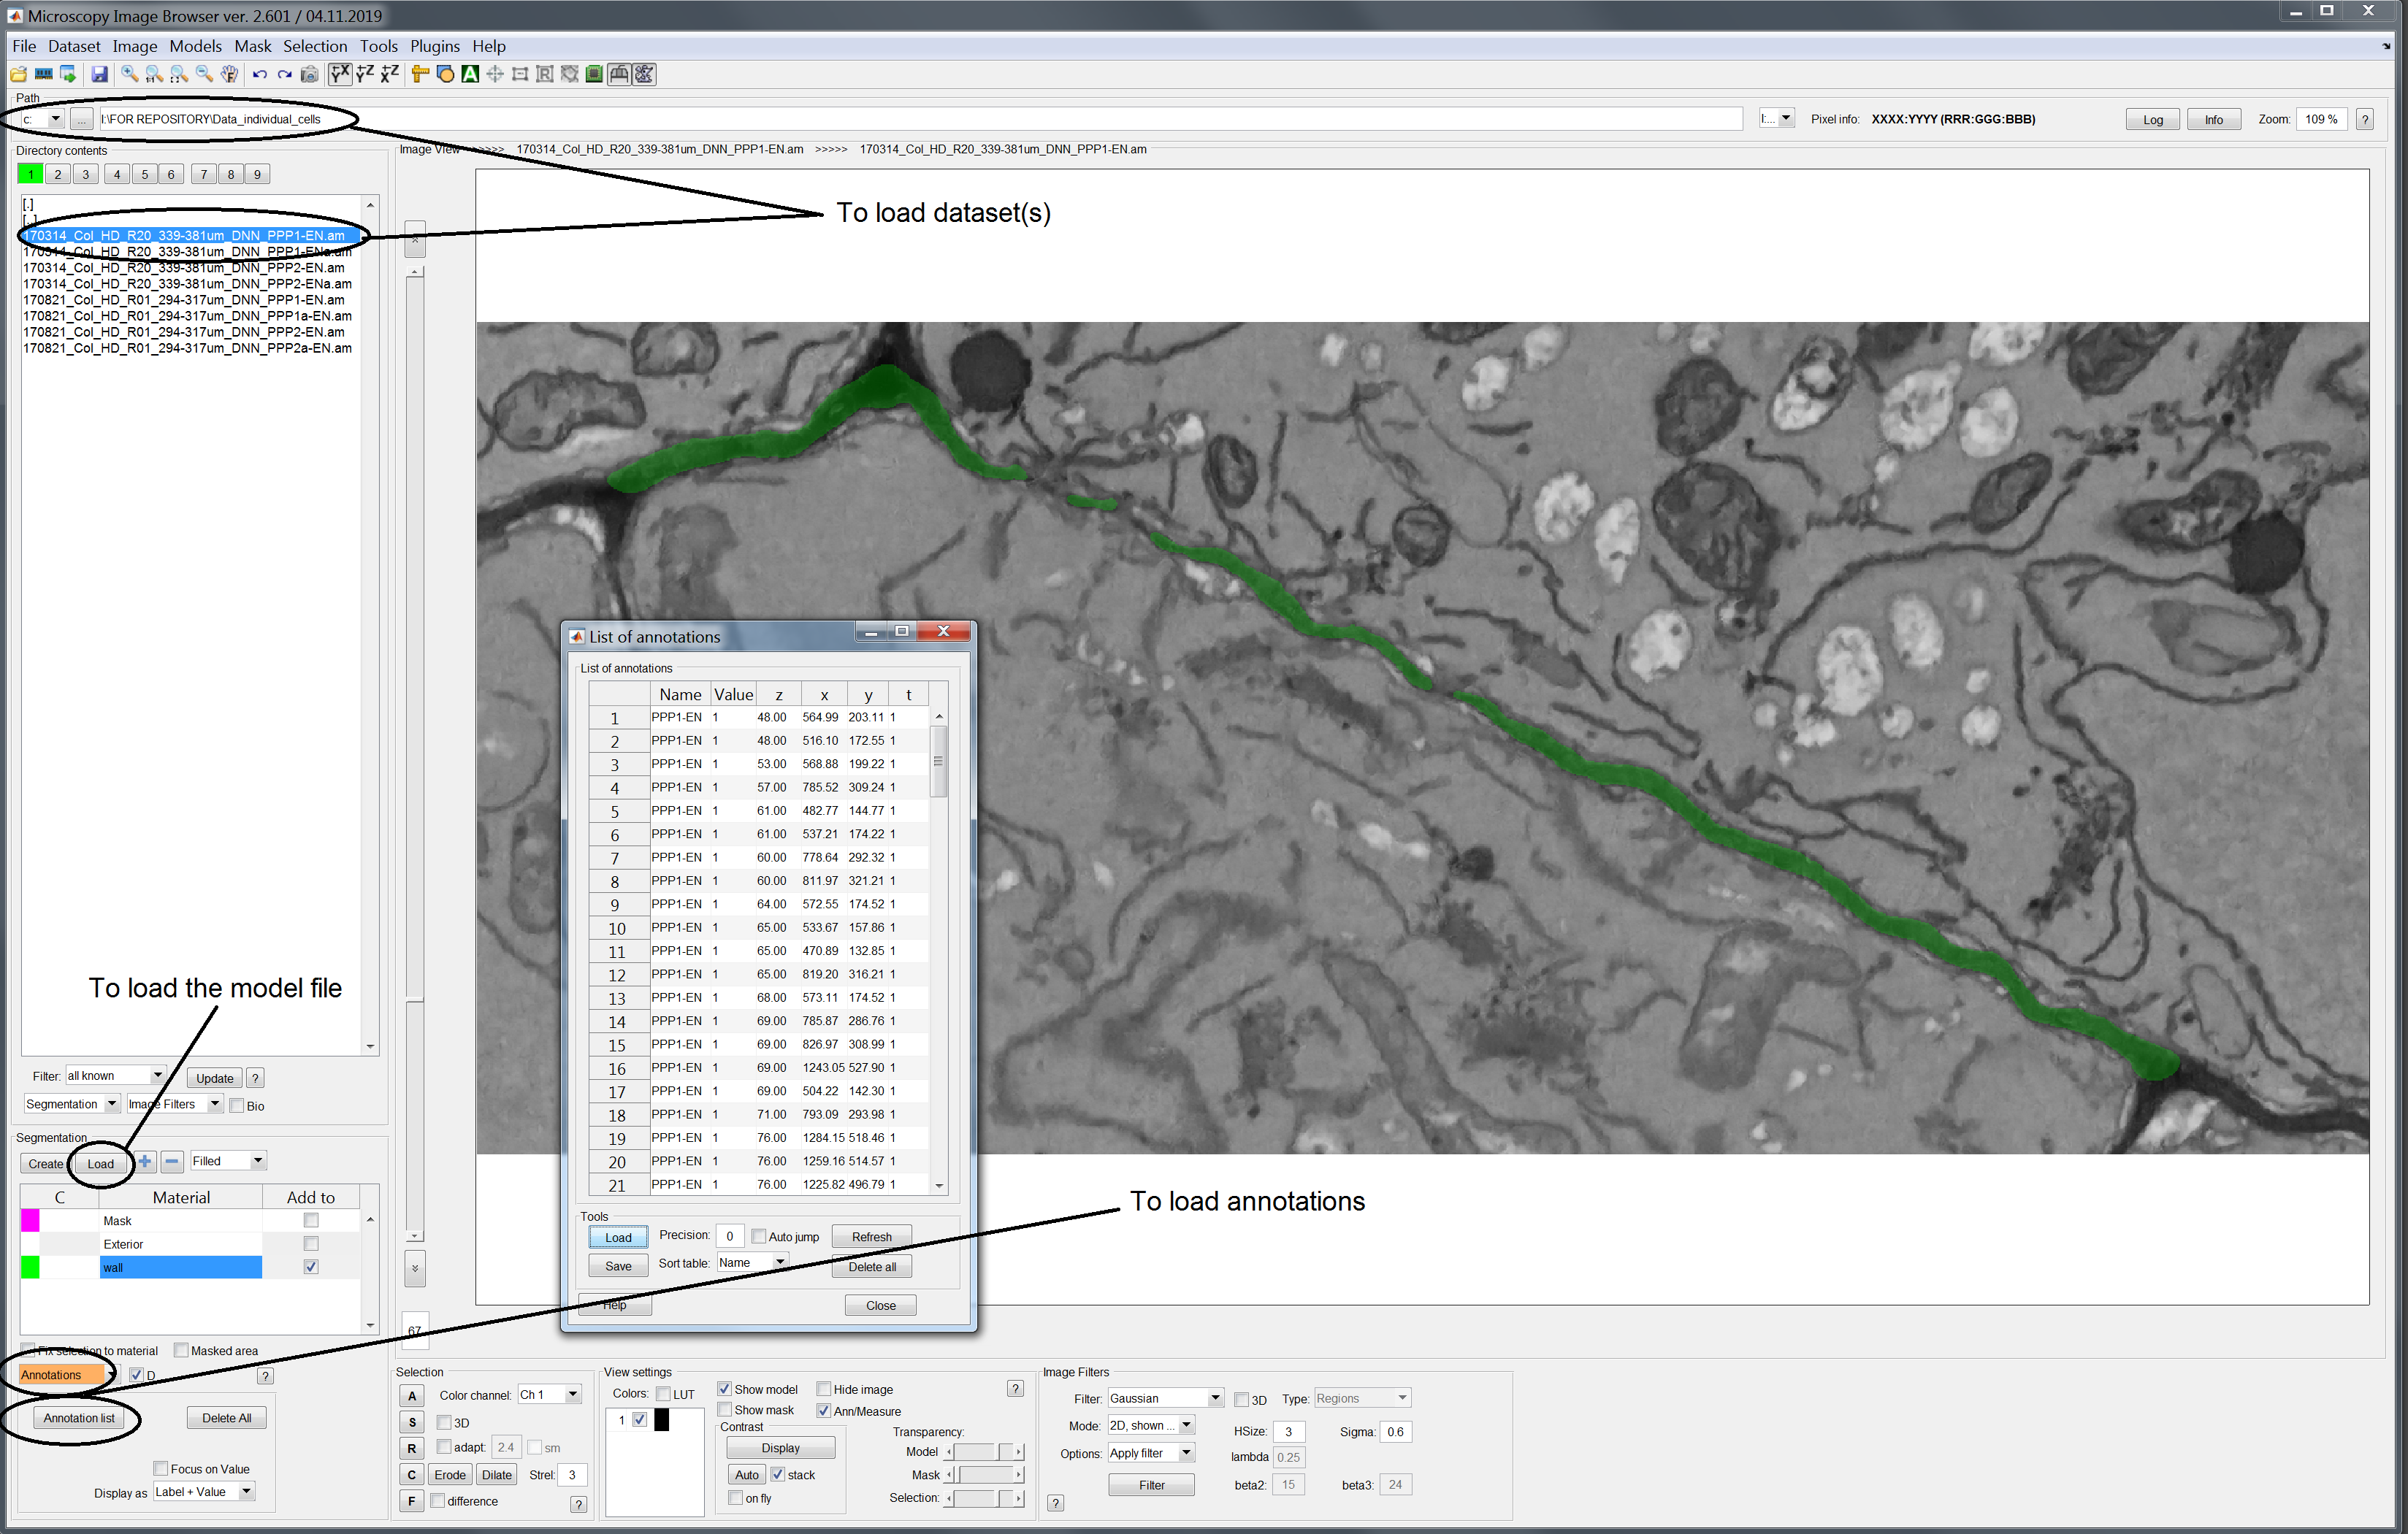 Microscopy Image Browser ver. 2.601 / 04.11.2019
File Dataset Image Models Mask Selection Tools Plugins Help
Path
c: ... I:\FOR REPOSITORY\Data_individual_cells I:... Pixel info: XXXX:YYYY (RRR:GGG:BBB) Log Info Zoom: 109 % ?
Directory contents
1 2 3 4 5 6 7 8 9
[.]
[..]
170314_Col_HD_R20_339-381um_DNN_PPP1-EN.am
170314_Col_HD_R20_339-381um_DNN_PPP1-ENa.am
170314_Col_HD_R20_339-381um_DNN_PPP2-EN.am
170314_Col_HD_R20_339-381um_DNN_PPP2-ENa.am
170821_Col_HD_R01_294-317um_DNN_PPP1-EN.am
170821_Col_HD_R01_294-317um_DNN_PPP1a-EN.am
170821_Col_HD_R01_294-317um_DNN_PPP2-EN.am
170821_Col_HD_R01_294-317um_DNN_PPP2a-EN.am
Image View >>>>> 170314_Col_HD_R20_339-381um_DNN_PPP1-EN.am >>>>> 170314_Col_HD_R20_339-381um_DNN_PPP1-EN.am
To load dataset(s)
List of annotations
List of annotations
Name Value z x y t
1 PPP1-EN 1 48.00 564.99 203.11 1
2 PPP1-EN 1 48.00 516.10 172.55 1
3 PPP1-EN 1 53.00 568.88 199.22 1
4 PPP1-EN 1 57.00 785.52 309.24 1
5 PPP1-EN 1 61.00 482.77 144.77 1
6 PPP1-EN 1 61.00 537.21 174.22 1
7 PPP1-EN 1 60.00 778.64 292.32 1
8 PPP1-EN 1 60.00 811.97 321.21 1
9 PPP1-EN 1 64.00 572.55 174.52 1
10 PPP1-EN 1 65.00 533.67 157.86 1
11 PPP1-EN 1 65.00 470.89 132.85 1
12 PPP1-EN 1 65.00 819.20 316.21 1
13 PPP1-EN 1 68.00 573.11 174.52 1
14 PPP1-EN 1 69.00 785.87 286.76 1
15 PPP1-EN 1 69.00 826.97 308.99 1
16 PPP1-EN 1 69.00 1243.05 527.90 1
17 PPP1-EN 1 69.00 504.22 142.30 1
18 PPP1-EN 1 71.00 793.09 293.98 1
19 PPP1-EN 1 76.00 1284.15 518.46 1
20 PPP1-EN 1 76.00 1259.16 514.57 1
21 PPP1-EN 1 76.00 1225.82 496.79 1
Tools
Load Precision: 0 Auto jump Refresh
Save Sort table: Name Delete all
Help Close
To load annotations
To load the model file
Filter: all known Update ?
Segmentation Image Filters Bio
Segmentation
Create Load Filled
C Material Add to
Mask
Exterior
wall
67
Fix selection to material Masked area
Annotations D ?
Annotation list Delete All
Focus on Value
Display as Label + Value
Selection
A Color channel: Ch 1
S 3D
R adapt: 2.4 sm
C Erode Dilate Strel: 3
F difference ?
View settings
Colors: LUT Show model Hide image ?
1 Show mask Ann/Measure
Contrast
Display
Auto stack
on fly
Transparency:
Model
Mask
Selection:
Image Filters
Filter: Gaussian 3D Type: Regions
Mode: 2D, shown ... HSize: 3 Sigma: 0.6
Options: Apply filter lambda 0.25
Filter beta2: 15 beta3: 24
?